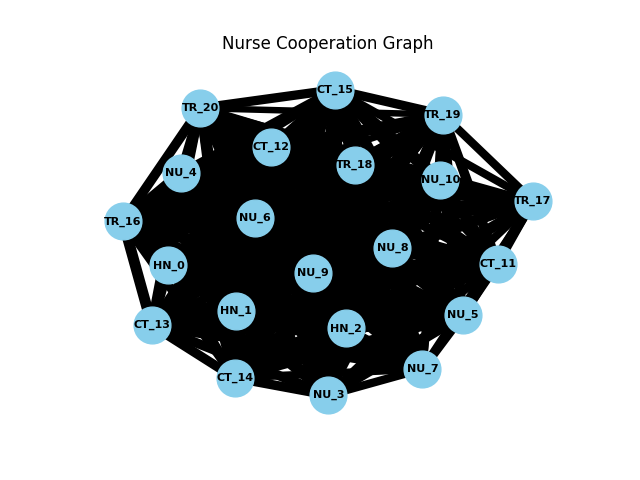 Nurse Cooperation Graph
CT_15
TR_20
TR_19
CT_12
TR_18
NU_4
NU_10
TR_17
NU_6
TR_16
NU_8
HN_0
CT_11
NU_9
HN_1
NU_5
CT_13
HN_2
NU_7
CT_14
NU_3